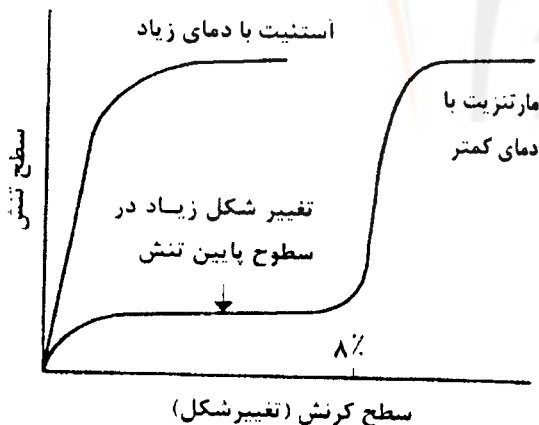 آستنیت با دمای زیاد
مارتنزیت با
دمای کمتر
سطح تنش
تغییر شکل زیاد در
سطوح پایین تنش
۸٪
سطح کرنش (تغییرشکل)